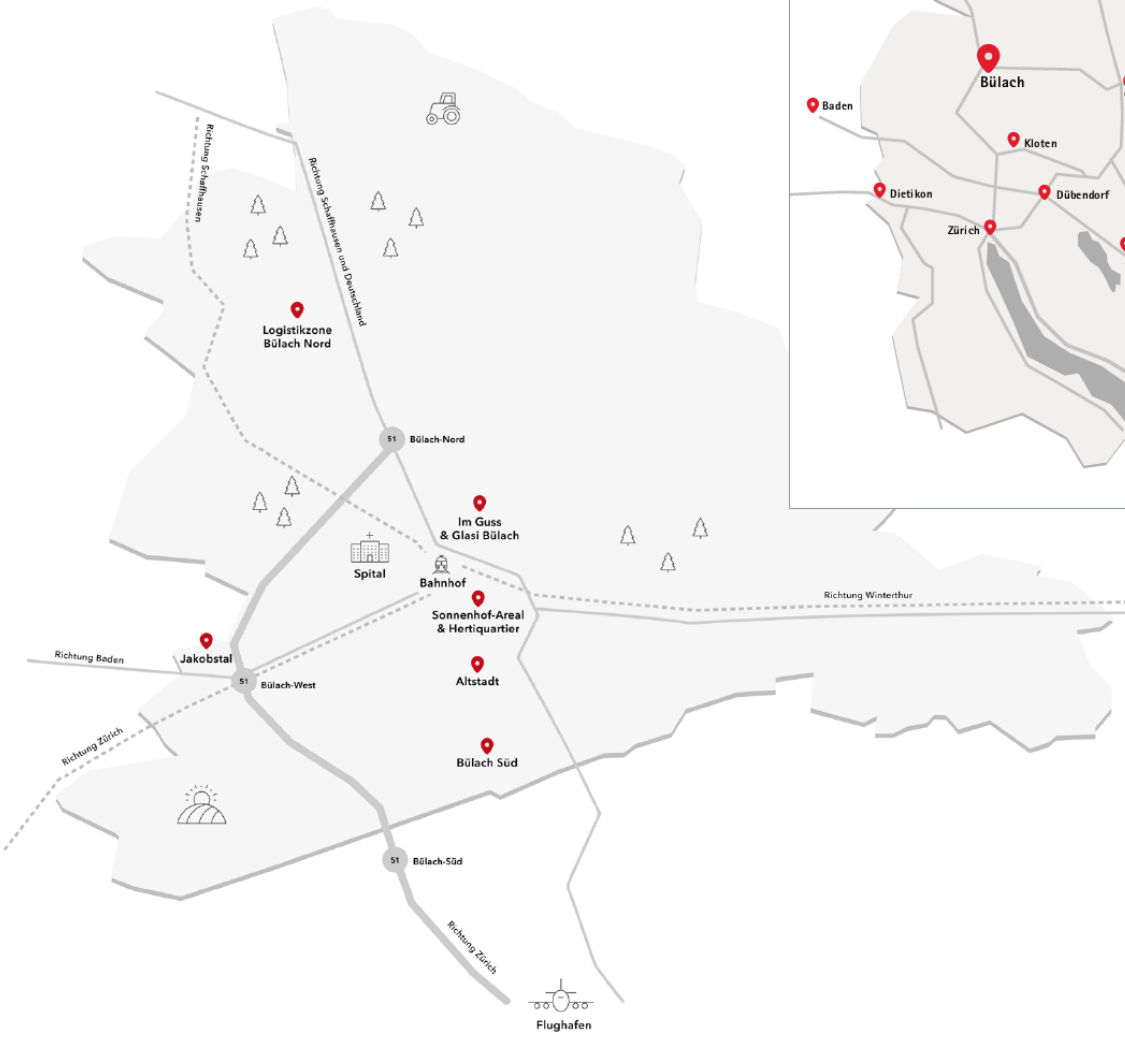 Bülach
Baden
Kloten
Dietikon
Dübendorf
Zürich
Richtung Schaffhausen
Richtung Schaffhausen und Deutschland
Logistikzone
Bülach Nord
51
Bülach-Nord
Im Guss
& Glasi Bülach
Spital
Bahnhof
Richtung Winterthur
Sonnenhof-Areal
& Hertiquartier
Jakobstal
Richtung Baden
Altstadt
51
Bülach-West
Richtung Zürich
Bülach Süd
51
Bülach-Süd
Richtung Zürich
Flughafen